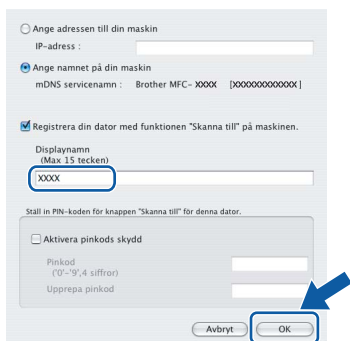 Ange adressen till din maskin
IP-adress :
Ange namnet på din maskin
mDNS servicenamn : Brother MFC- XXXX [XXXXXXXXXXXX]
Registrera din dator med funktionen "Skanna till" på maskinen.
Displaynamn
(Max 15 tecken)
XXXX
Ställ in PIN-koden för knappen "Skanna till" för denna dator.
Aktivera pinkods skydd
Pinkod
('0'-'9',4 siffror)
Upprepa pinkod
Avbryt OK